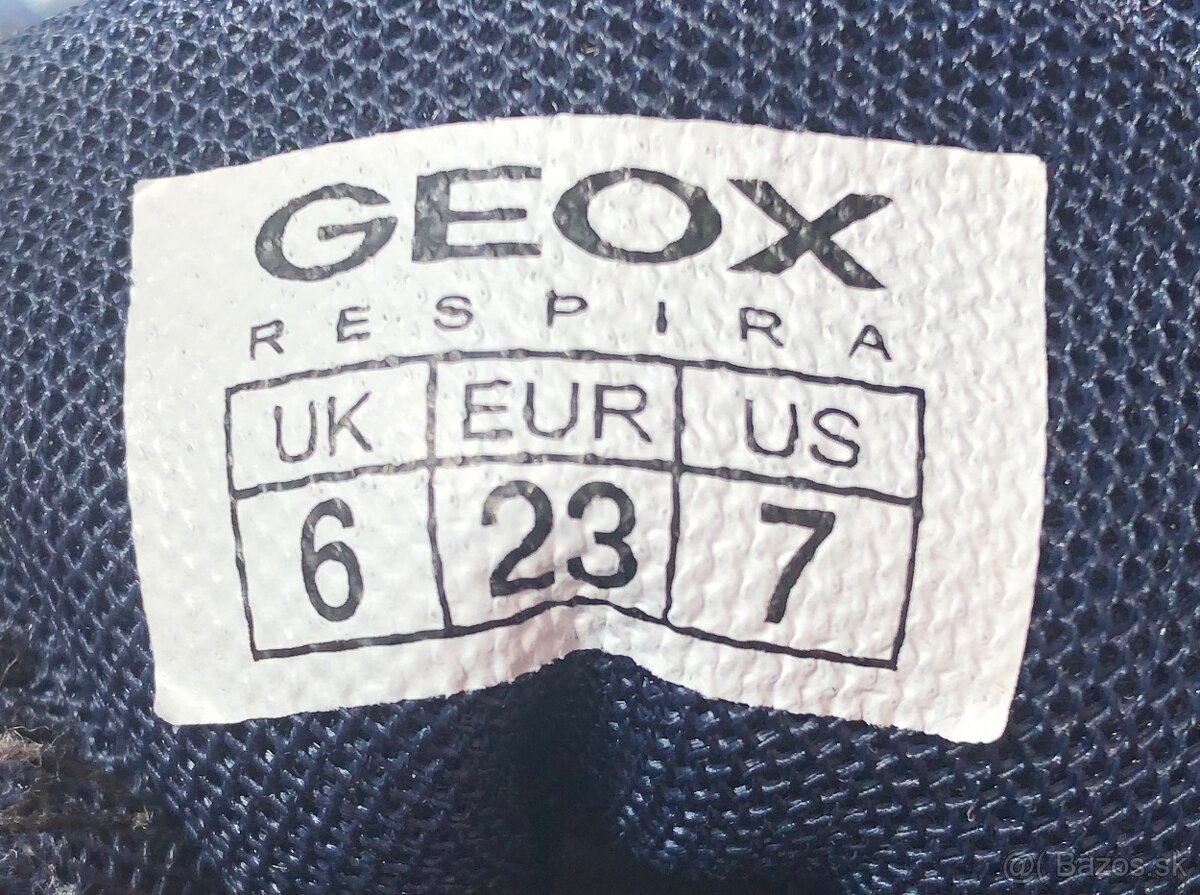 GEOX
RESPIRA
UK EUR US
6 23 7
@( Bazos.sk